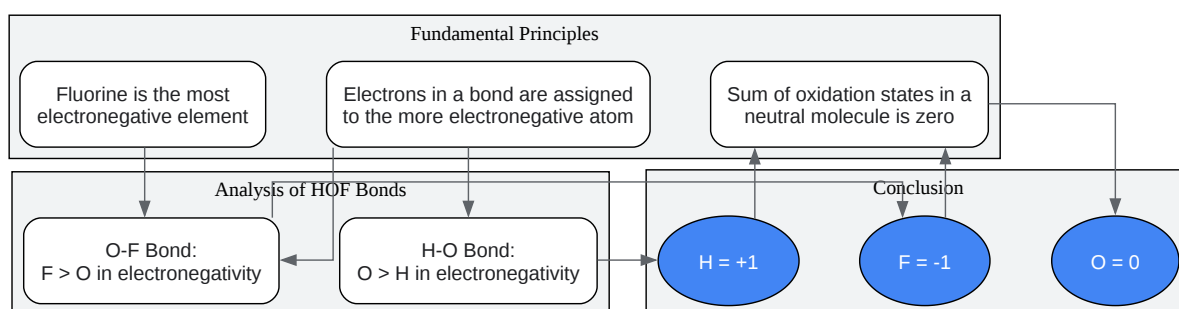 Fundamental Principles
Fluorine is the most
electronegative element
Electrons in a bond are assigned
to the more electronegative atom
Sum of oxidation states in a
neutral molecule is zero
Analysis of HOF Bonds
O-F Bond:
F > O in electronegativity
H-O Bond:
O > H in electronegativity
Conclusion
H = +1
F = -1
O = 0